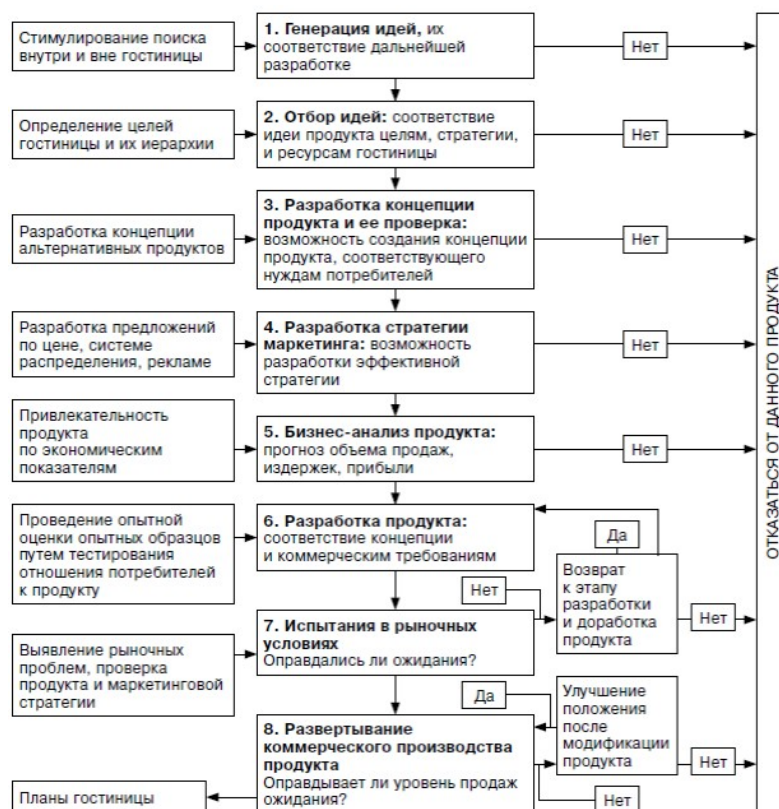 Стимулирование поиска
внутри и вне гостиницы
1. Генерация идей, их
соответствие дальнейшей
разработке
Нет
Определение целей
гостиницы и их иерархии
2. Отбор идей: соответствие
идеи продукта целям, стратегии,
и ресурсам гостиницы
Нет
Разработка концепции
альтернативных продуктов
3. Разработка концепции
продукта и ее проверка:
возможность создания концепции
продукта, соответствующего
нуждам потребителей
Нет
Разработка предложений
по цене, системе
распределения, рекламе
4. Разработка стратегии
маркетинга: возможность
разработки эффективной
стратегии
Нет
Привлекательность
продукта
по экономическим
показателям
5. Бизнес-анализ продукта:
прогноз объема продаж,
издержек, прибыли
Нет
Проведение опытной
оценки опытных образцов
путем тестирования
отношения потребителей
к продукту
6. Разработка продукта:
соответствие концепции
и коммерческим требованиям
Да
Нет
Возврат
к этапу
разработки
и доработка
продукта
Нет
Выявление рыночных
проблем, проверка
продукта и маркетинговой
стратегии
7. Испытания в рыночных
условиях
Оправдались ли ожидания?
Да
Улучшение
положения
после
модификации
продукта
Нет
Планы гостиницы
8. Развертывание
коммерческого производства
продукта
Оправдывает ли уровень продаж
ожидания?
Нет
ОТКАЗАТЬСЯ ОТ ДАННОГО ПРОДУКТА